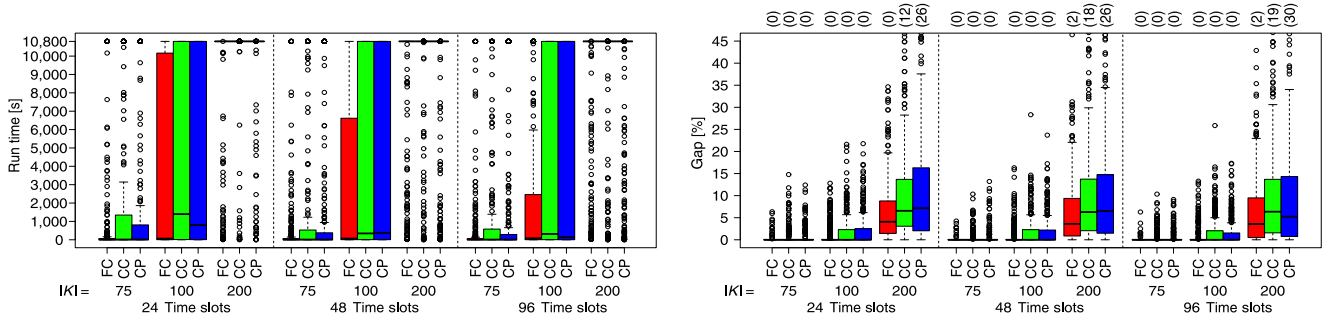 (0) (0) (0) (0) (0) (0) (0) (12) (26) (0) (0) (0) (0) (0) (0) (2) (18) (26) (0) (0) (0) (0) (0) (0) (2) (19) (30)
Run time [s]
10,800
10,000
9,000
8,000
7,000
6,000
5,000
4,000
3,000
2,000
1,000
0
FC CC CP FC CC CP FC CC CP FC CC CP FC CC CP FC CC CP FC CC CP FC CC CP FC CC CP
|K| = 75 100 200 75 100 200 75 100 200
24 Time slots 48 Time slots 96 Time slots
Gap [%]
45
40
35
30
25
20
15
10
5
0
FC CC CP FC CC CP FC CC CP FC CC CP FC CC CP FC CC CP FC CC CP FC CC CP FC CC CP
|K| = 75 100 200 75 100 200 75 100 200
24 Time slots 48 Time slots 96 Time slots